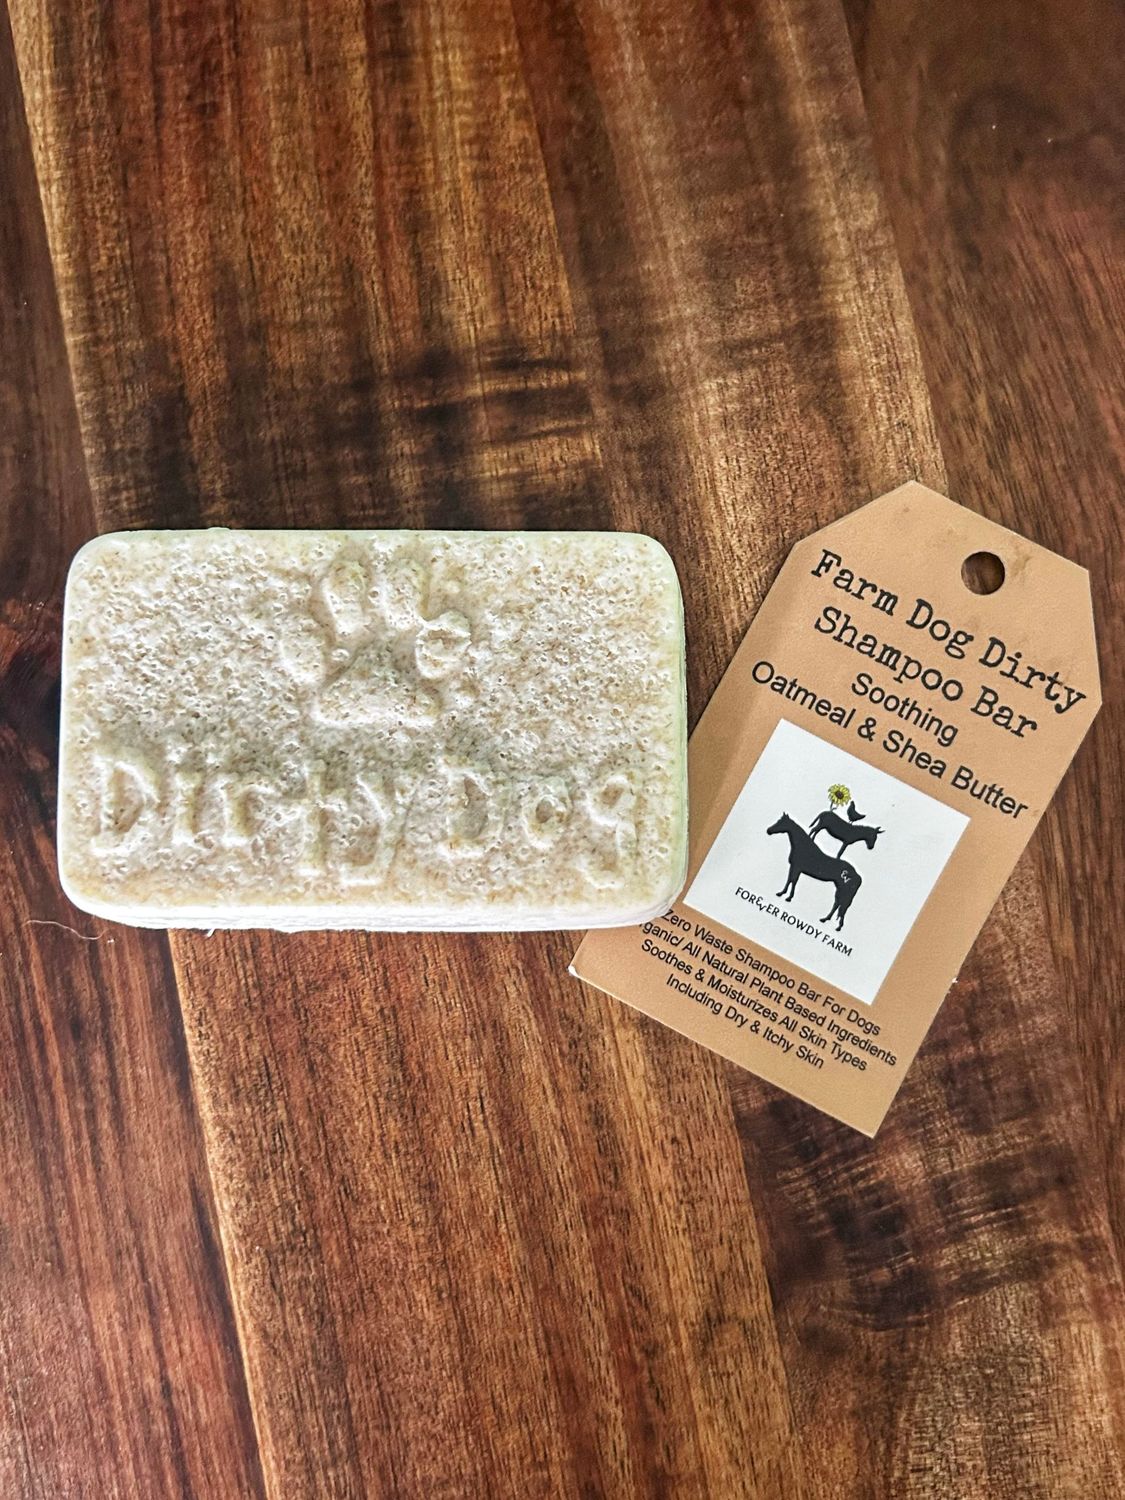 Dirty Dog
Farm Dog Dirty
Shampoo Bar
Soothing
Oatmeal & Shea Butter
FOREVER ROWDY FARM
Zero Waste Shampoo Bar For Dogs
All Natural Plant Based Ingredients
Soothes & Moisturizes All Skin Types
Including Dry & Itchy Skin